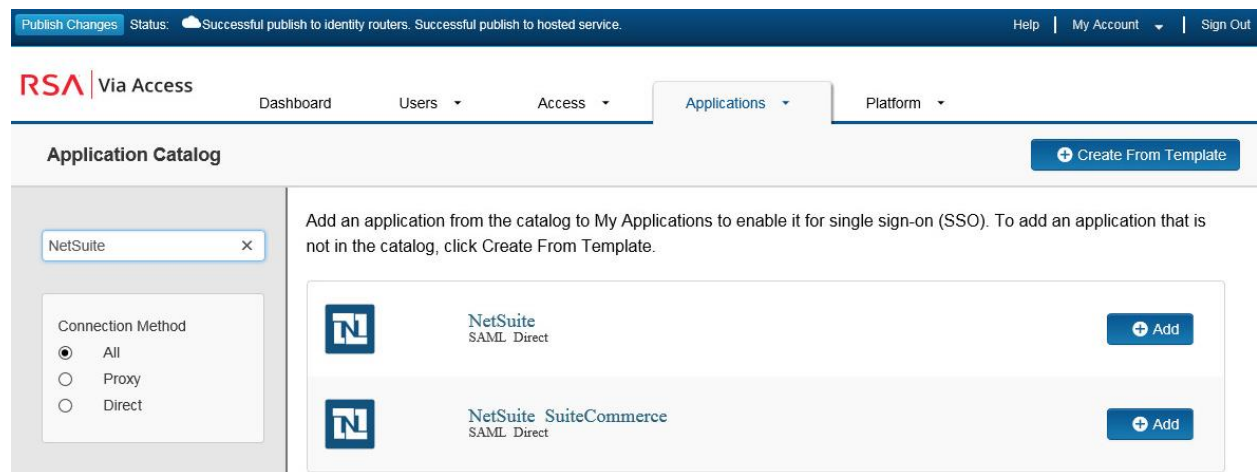 Publish Changes Status: Successful publish to identity routers. Successful publish to hosted service. Help | My Account | Sign Out
RSA Via Access
Dashboard Users Access Applications Platform
Application Catalog Create From Template
Add an application from the catalog to My Applications to enable it for single sign-on (SSO). To add an application that is
not in the catalog, click Create From Template.
NetSuite
Connection Method
All
Proxy
Direct
NetSuite
SAML Direct
Add
NetSuite SuiteCommerce
SAML Direct
Add